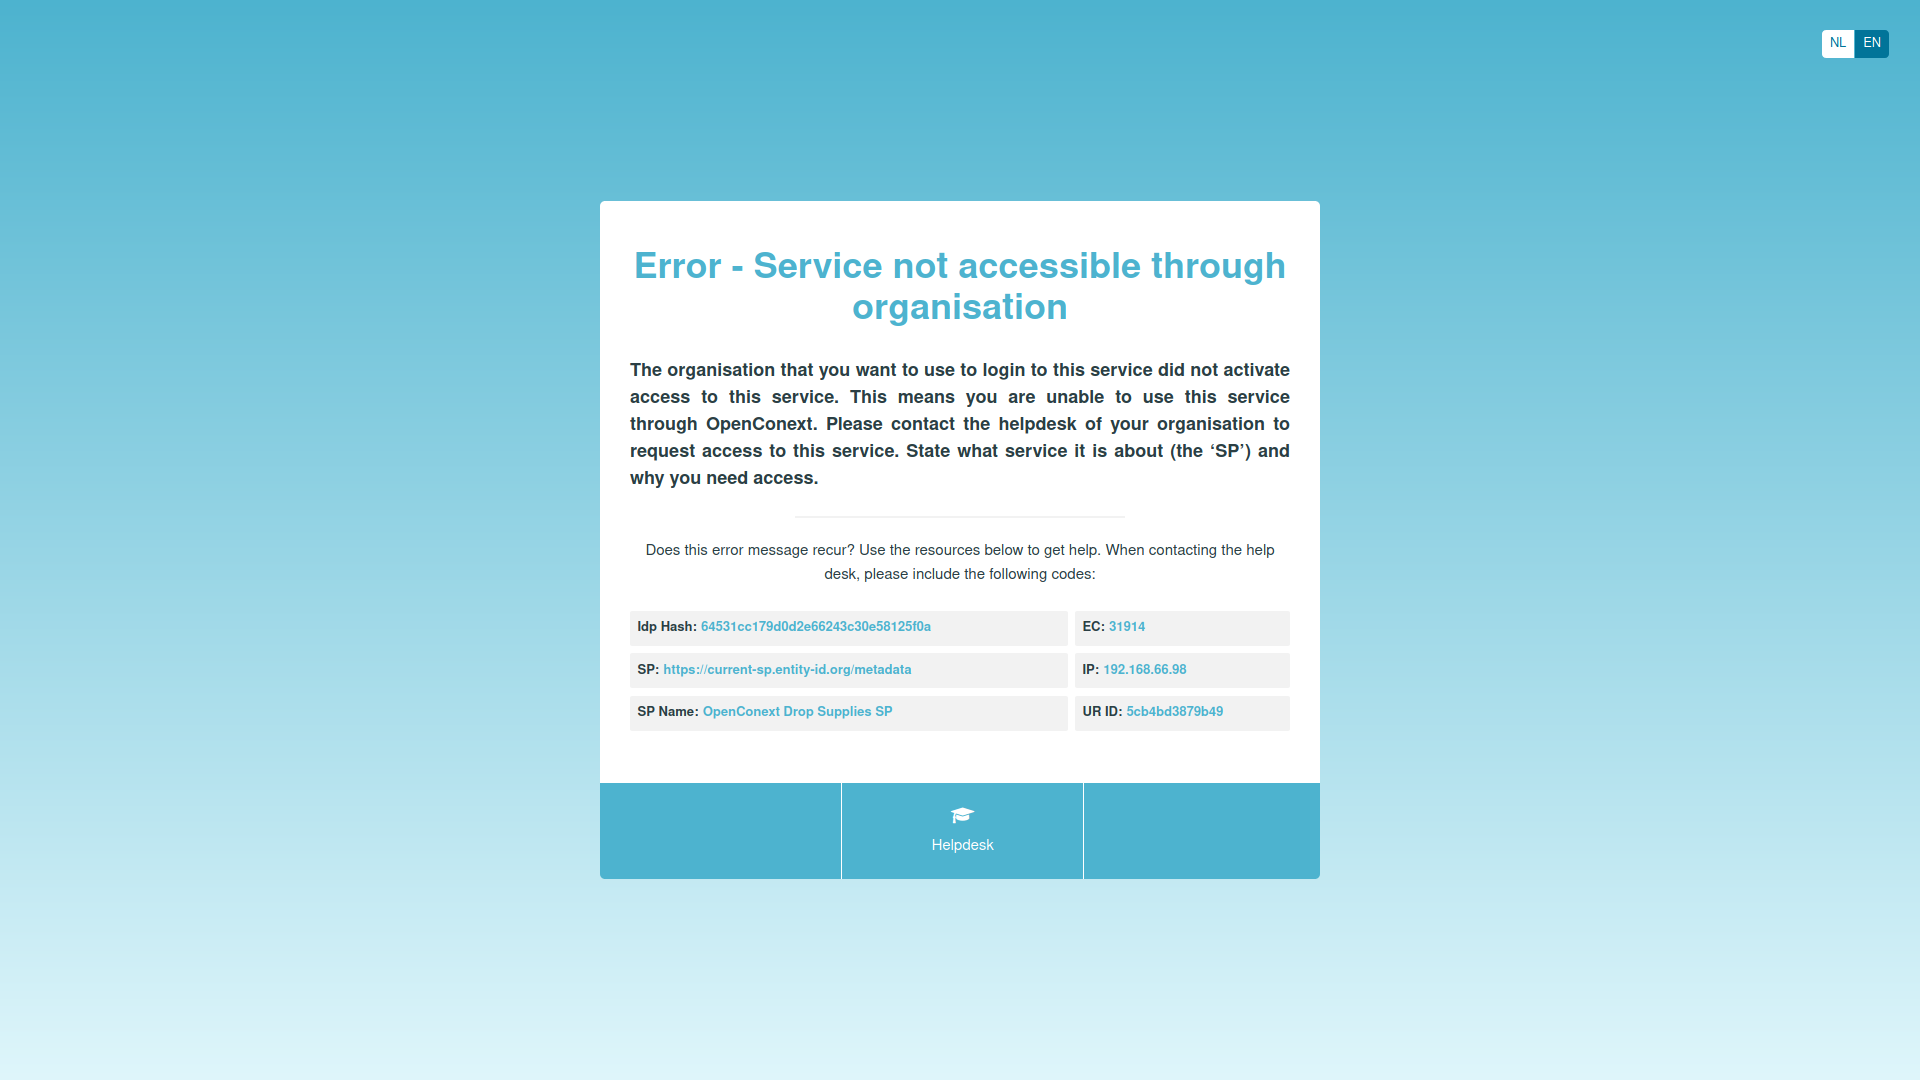 NL EN
Error - Service not accessible through
organisation
The organisation that you want to use to login to this service did not activate
access to this service. This means you are unable to use this service
through OpenConext. Please contact the helpdesk of your organisation to
request access to this service. State what service it is about (the ‘SP’) and
why you need access.
Does this error message recur? Use the resources below to get help. When contacting the help
desk, please include the following codes:
Idp Hash: 64531cc179d0d2e66243c30e58125f0a
EC: 31914
SP: https://current-sp.entity-id.org/metadata
IP: 192.168.66.98
SP Name: OpenConext Drop Supplies SP
UR ID: 5cb4bd3879b49
Helpdesk